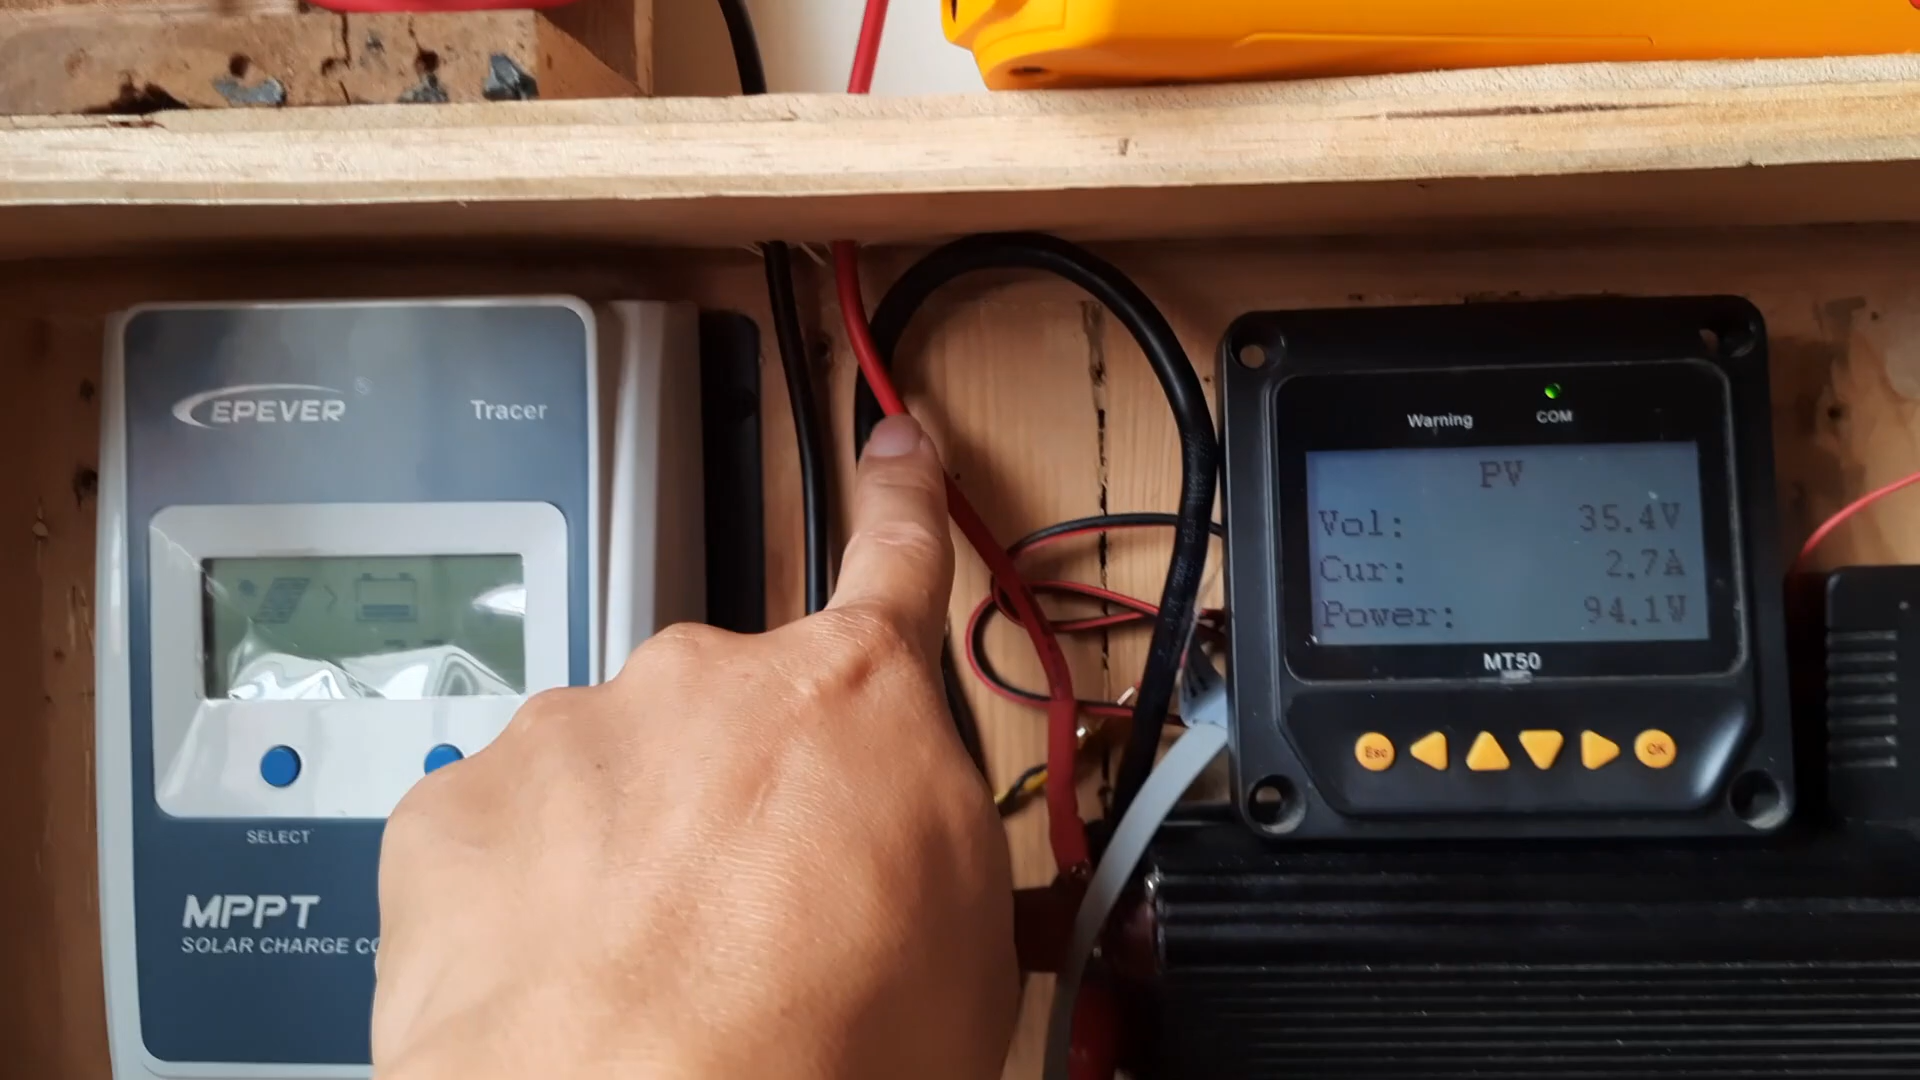 EPEVER ®
Tracer
SELECT
MPPT
SOLAR CHARGE CO
Warning
COM
PV
Vol: 35.4V
Cur: 2.7A
Power: 94.1W
MT50
Esc
OK